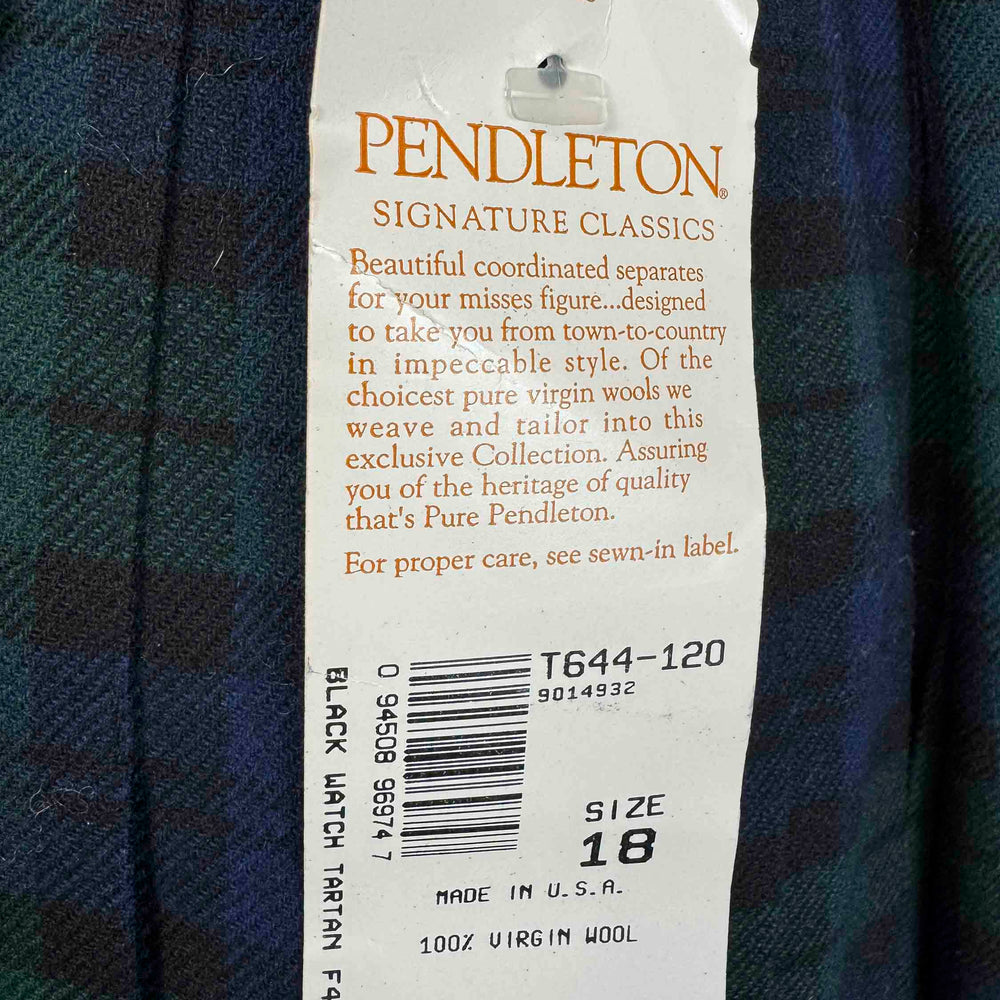 PENDLETON®
SIGNATURE CLASSICS
Beautiful coordinated separates
for your misses figure...designed
to take you from town-to-country
in impeccable style. Of the
choicest pure virgin wools we
weave and tailor into this
exclusive Collection. Assuring
you of the heritage of quality
that's Pure Pendleton.
For proper care, see sewn-in label.
T644-120
9014932
0 94508 96974 7
BLACK WATCH TARTAN F4
SIZE
18
MADE IN U.S.A.
100% VIRGIN WOOL